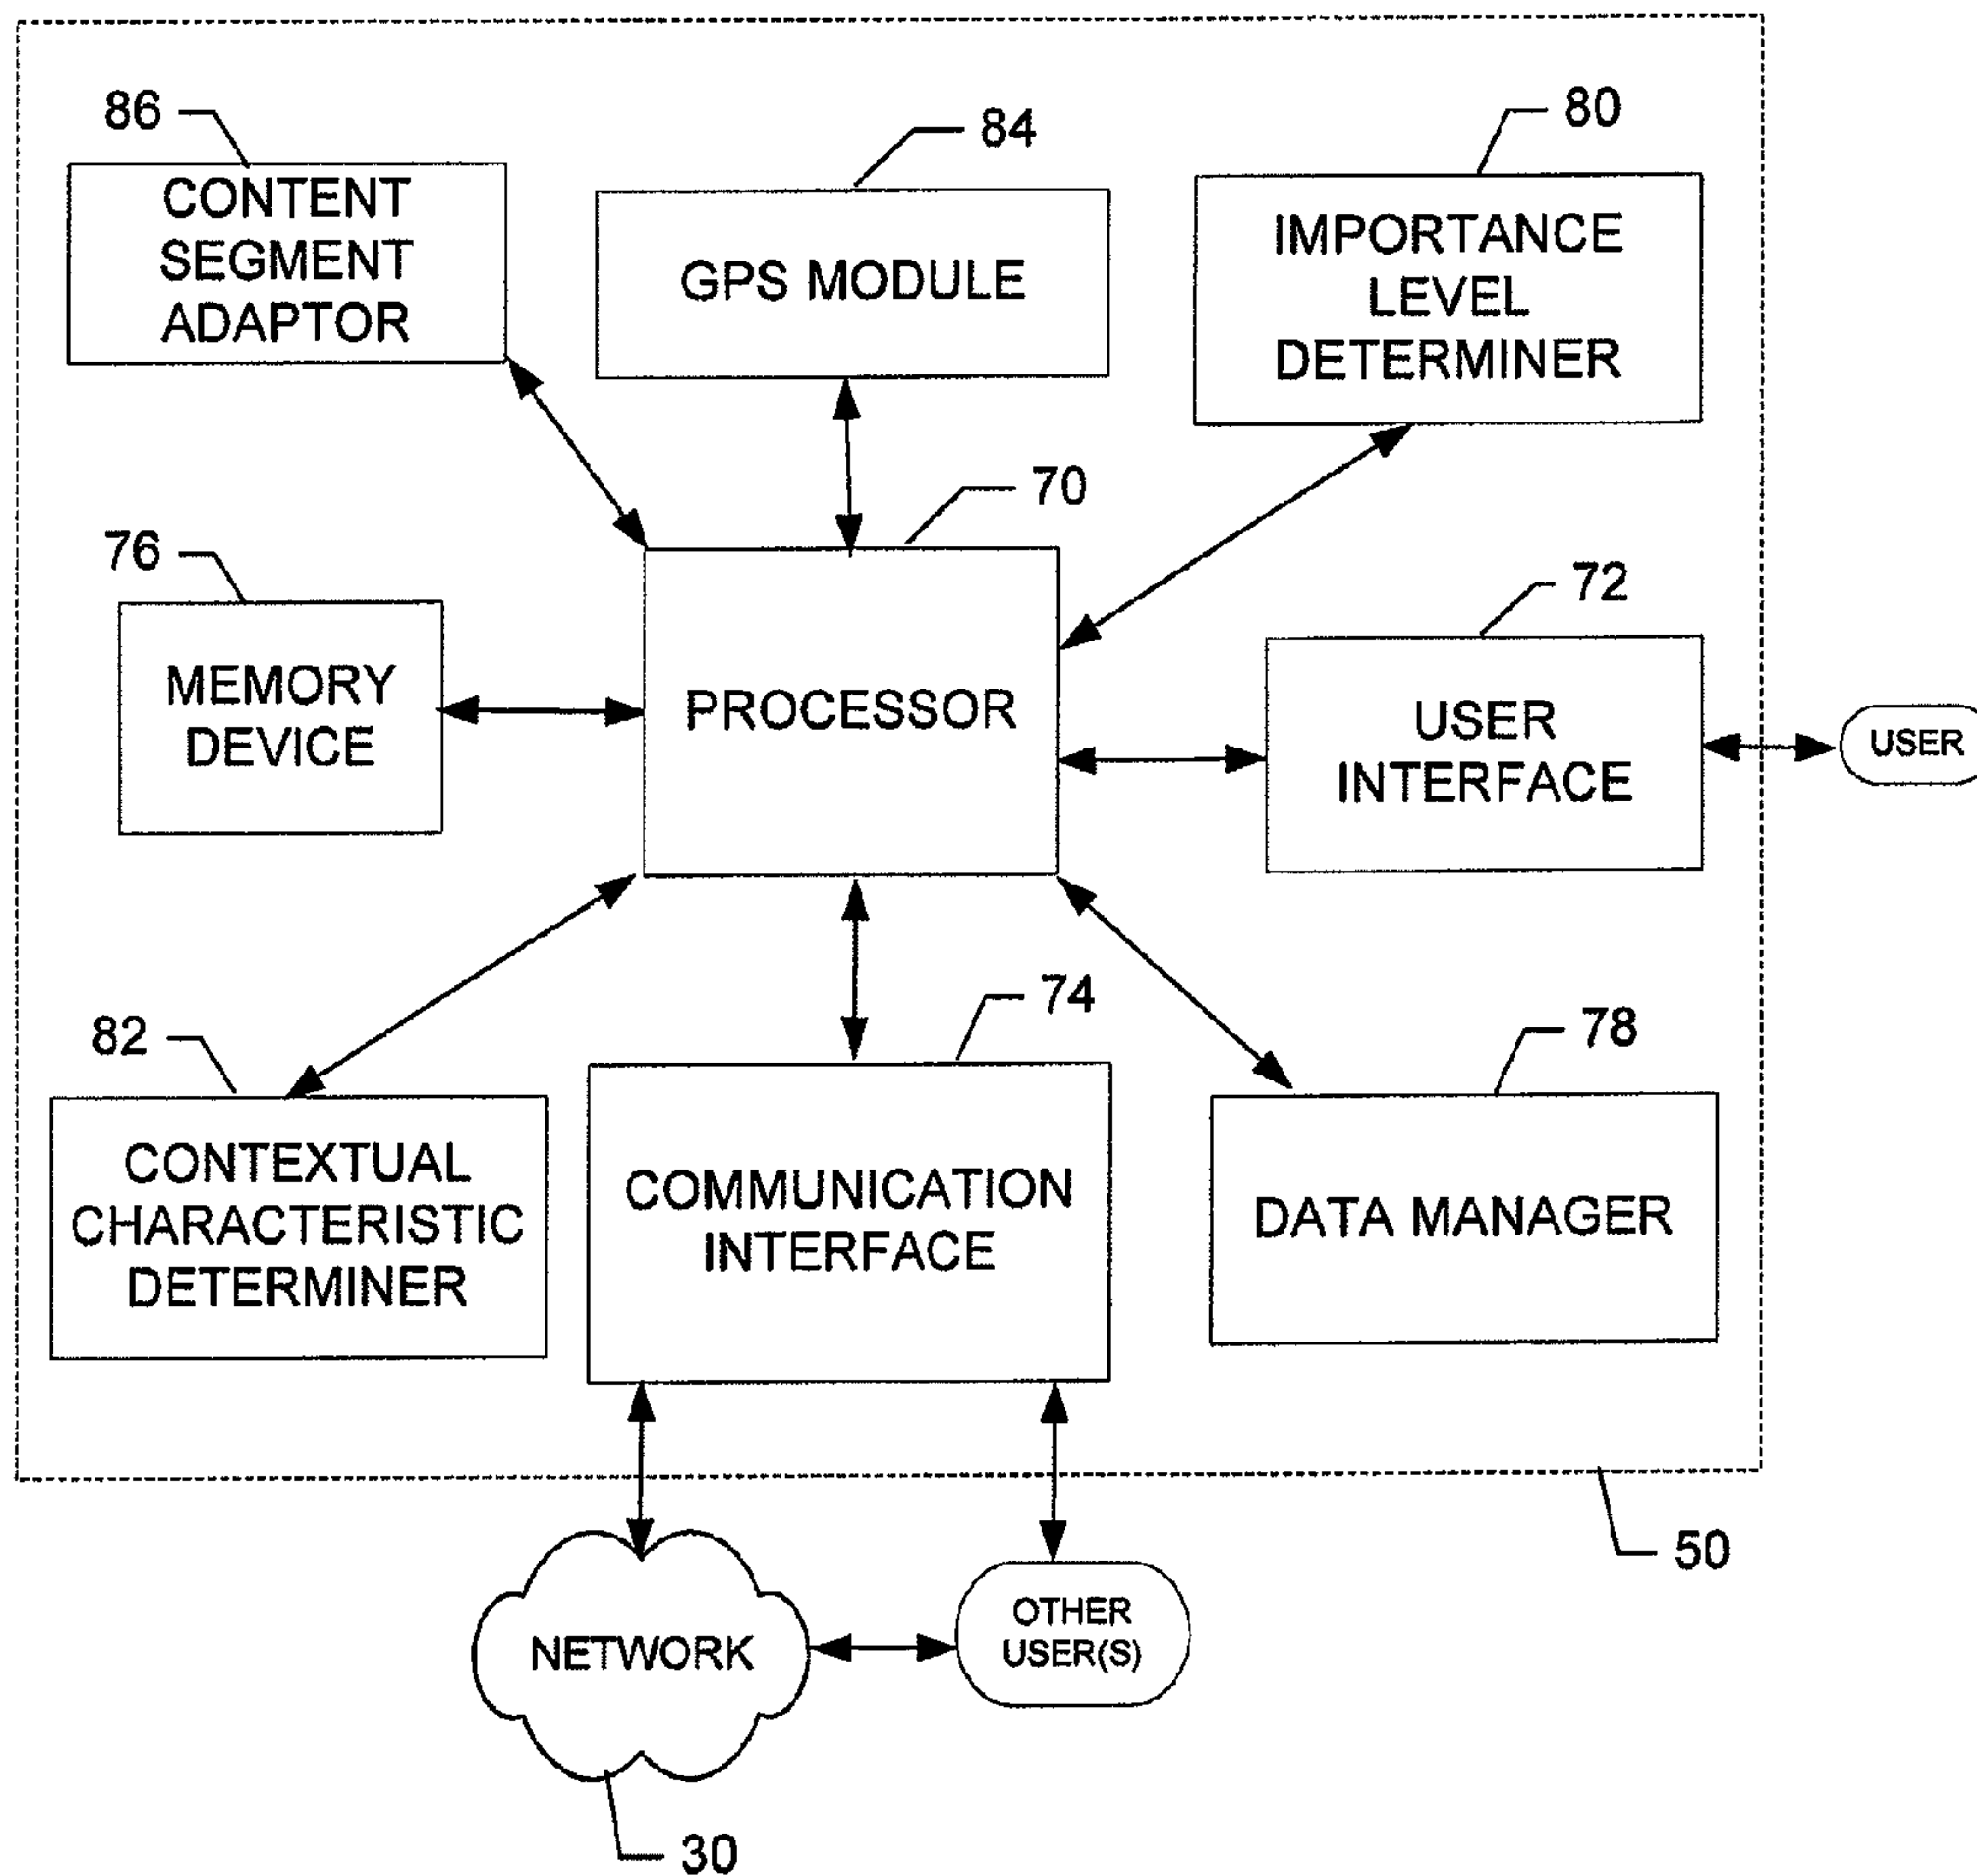 86
84
80
CONTENT
SEGMENT
ADAPTOR
GPS MODULE
IMPORTANCE
LEVEL
DETERMINER
70
76
72
MEMORY
DEVICE
PROCESSOR
USER
INTERFACE
USER
82
74
78
CONTEXTUAL
CHARACTERISTIC
DETERMINER
COMMUNICATION
INTERFACE
DATA MANAGER
50
NETWORK
OTHER
USER(S)
30